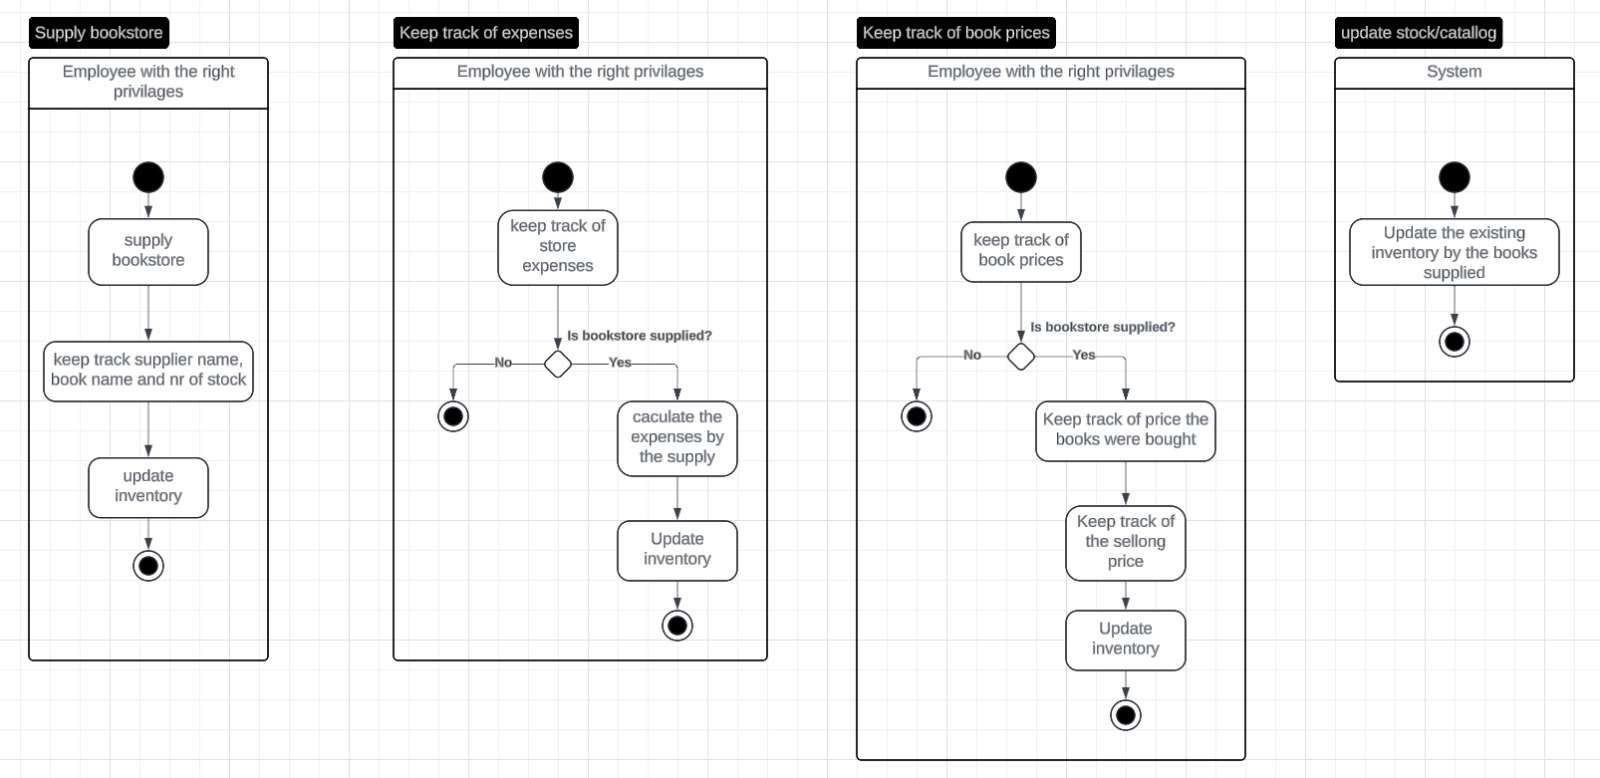 Supply bookstore
Employee with the right
privilages
supply
bookstore
keep track supplier name,
book name and nr of stock
update
inventory
Keep track of expenses
Employee with the right privilages
keep track of
store
expenses
Is bookstore supplied?
No
Yes
caculate the
expenses by
the supply
Update
inventory
Keep track of book prices
Employee with the right privilages
keep track of
book prices
Is bookstore supplied?
No
Yes
Keep track of price the
books were bought
Keep track of
the sellong
price
Update
inventory
update stock/catallog
System
Update the existing
inventory by the books
supplied